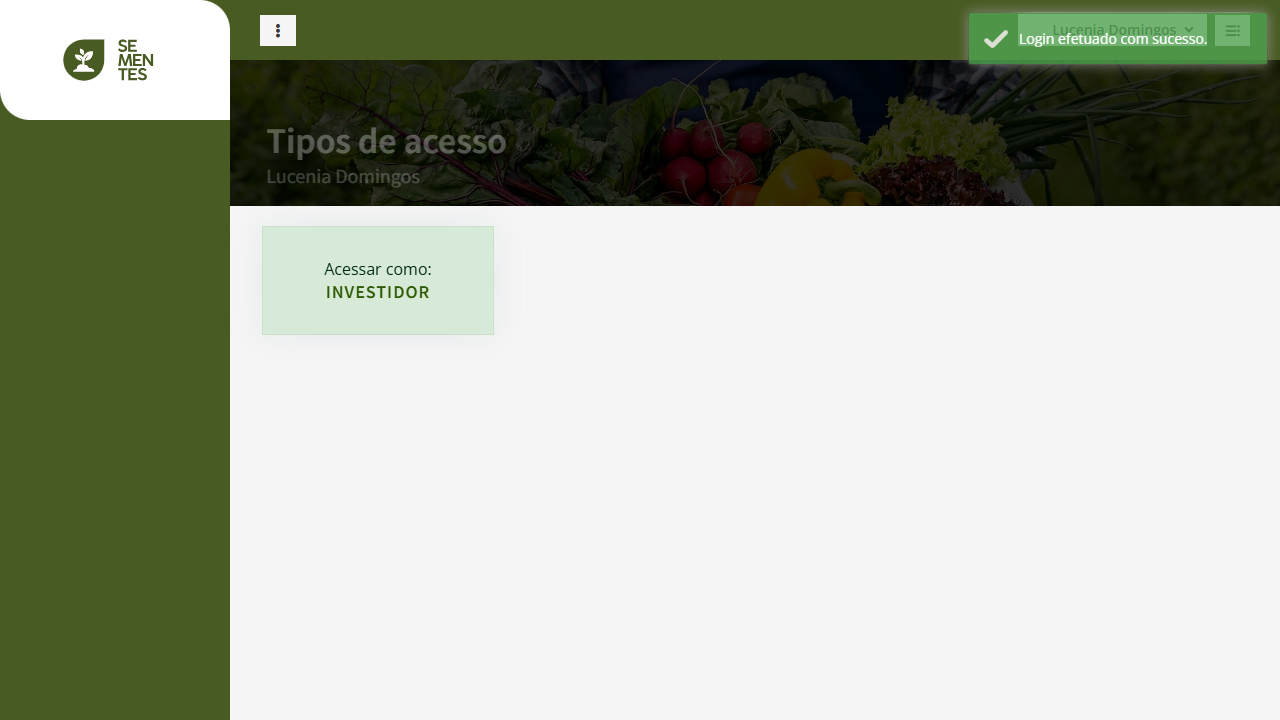 SE
MEN
TES
Lucenia Domingos
Login efetuado com sucesso.
Tipos de acesso
Lucenia Domingos
Acessar como:
INVESTIDOR